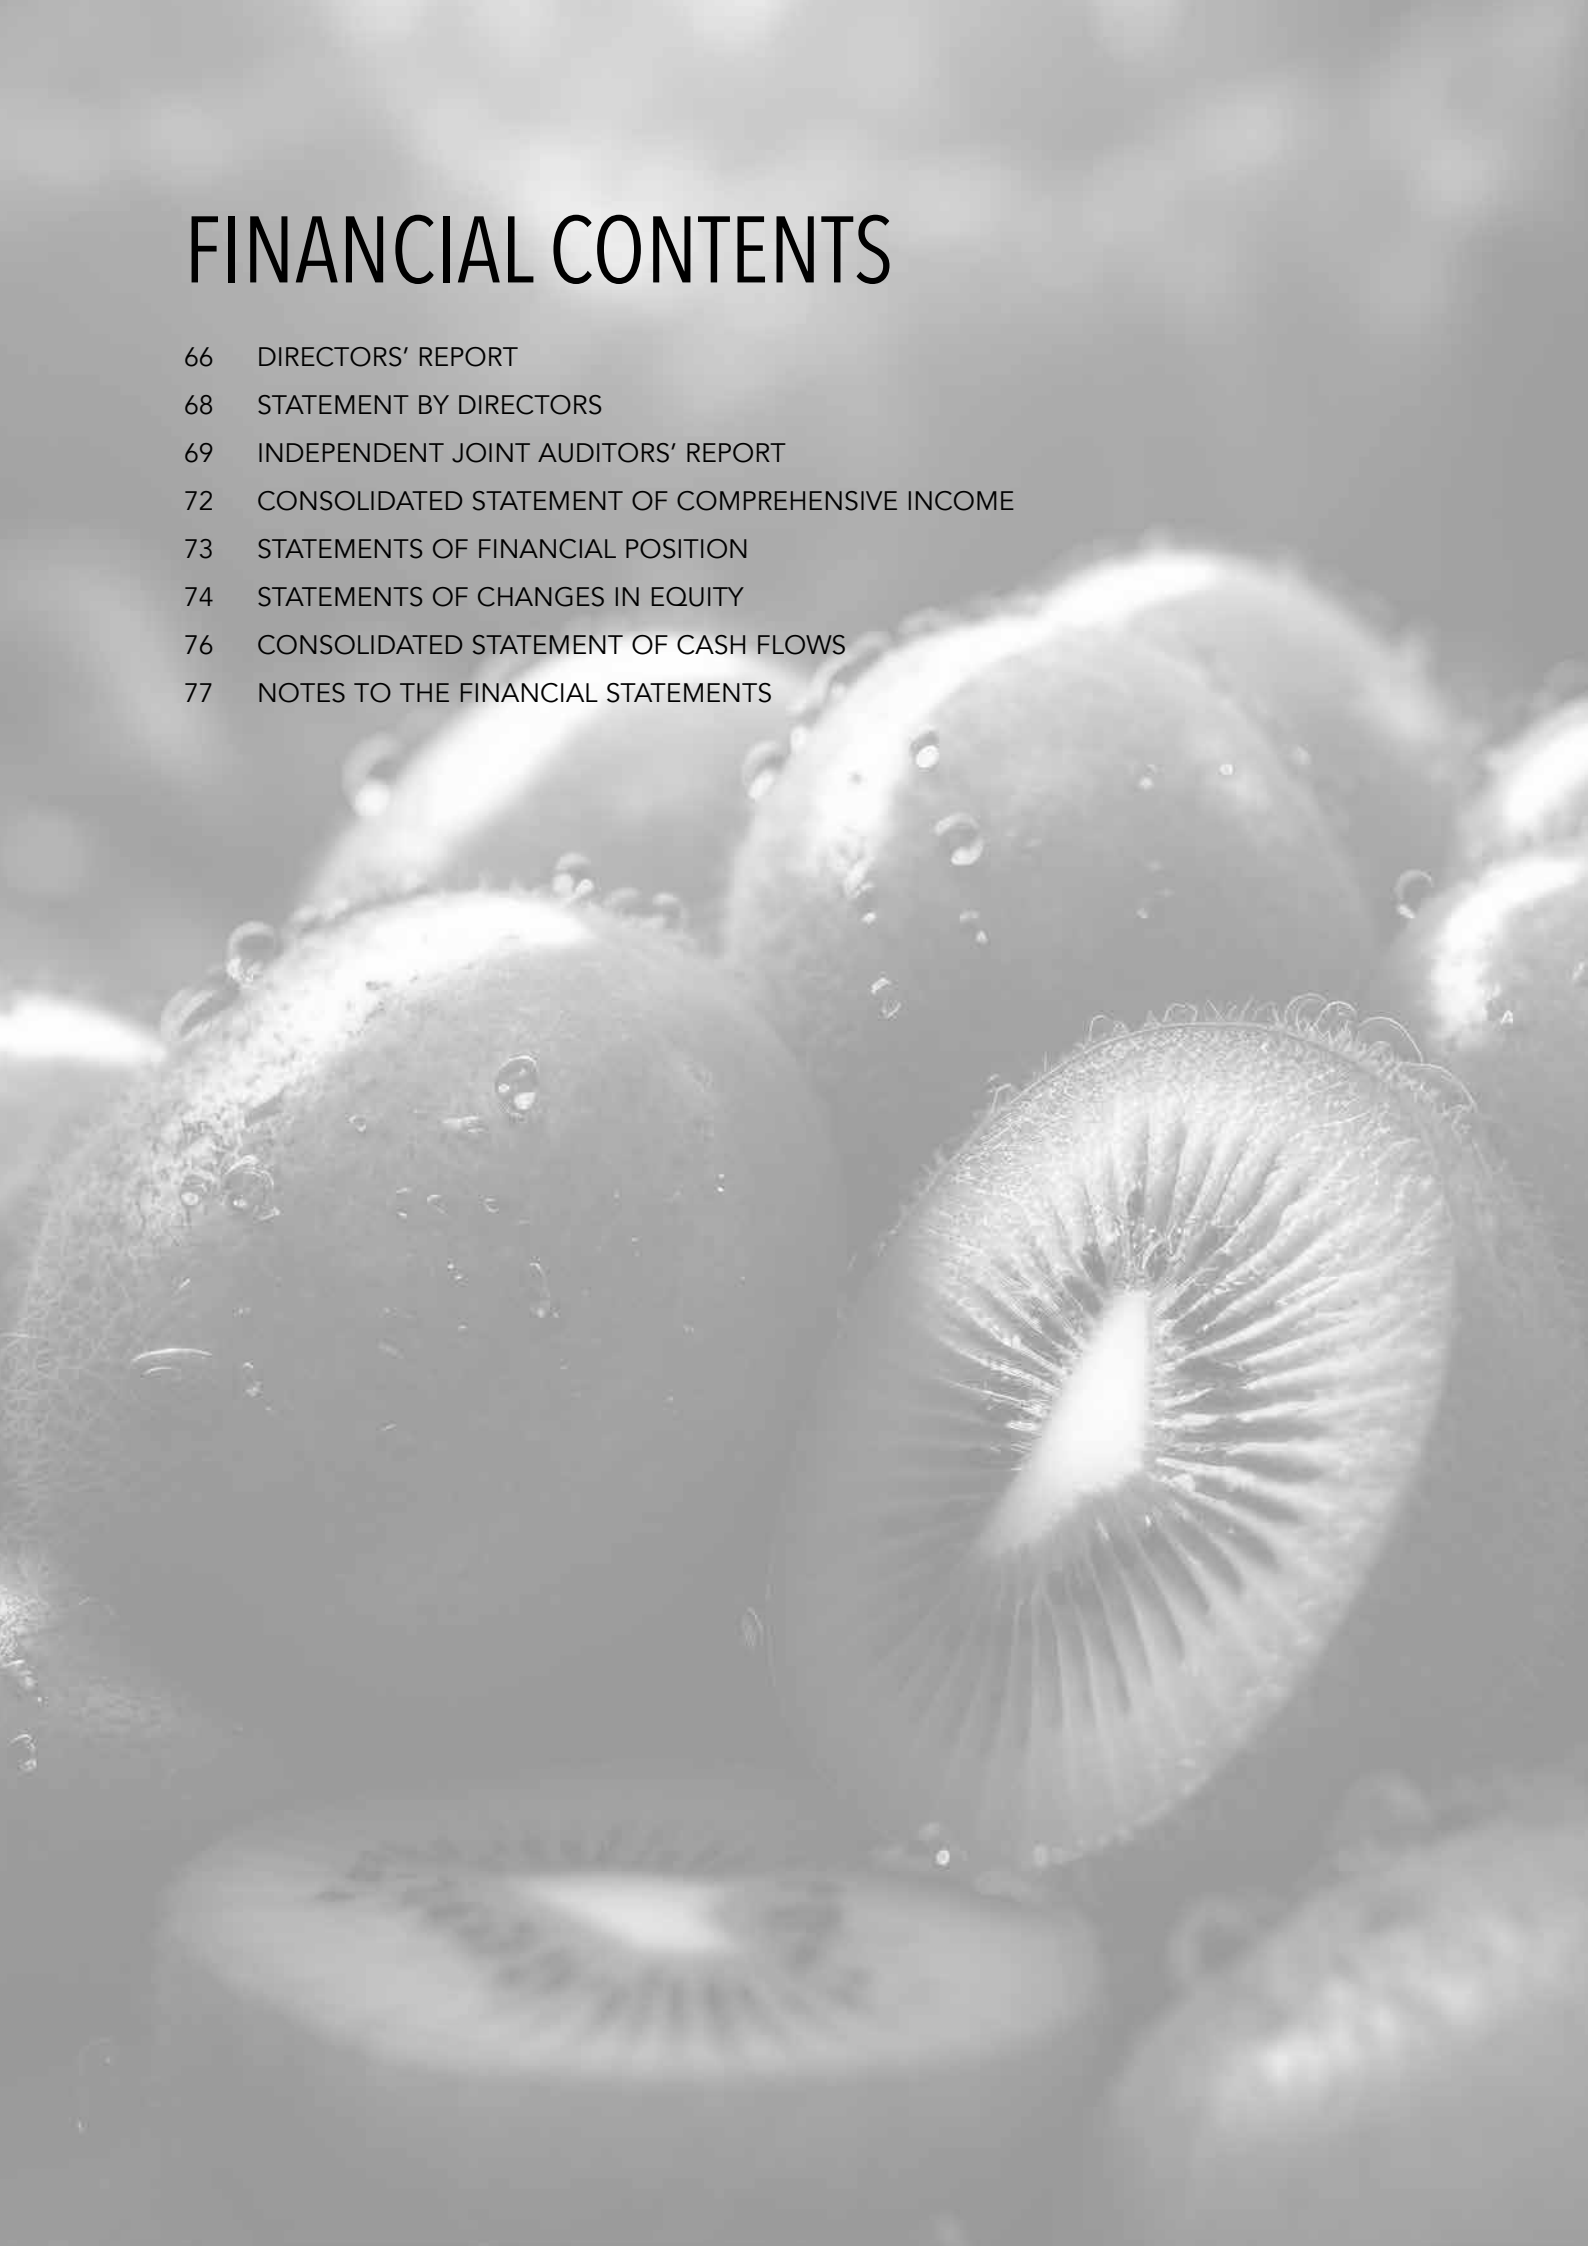 FINANCIAL CONTENTS
66 DIRECTORS’ REPORT
68 STATEMENT BY DIRECTORS
69 INDEPENDENT JOINT AUDITORS’ REPORT
72 CONSOLIDATED STATEMENT OF COMPREHENSIVE INCOME
73 STATEMENTS OF FINANCIAL POSITION
74 STATEMENTS OF CHANGES IN EQUITY
76 CONSOLIDATED STATEMENT OF CASH FLOWS
77 NOTES TO THE FINANCIAL STATEMENTS